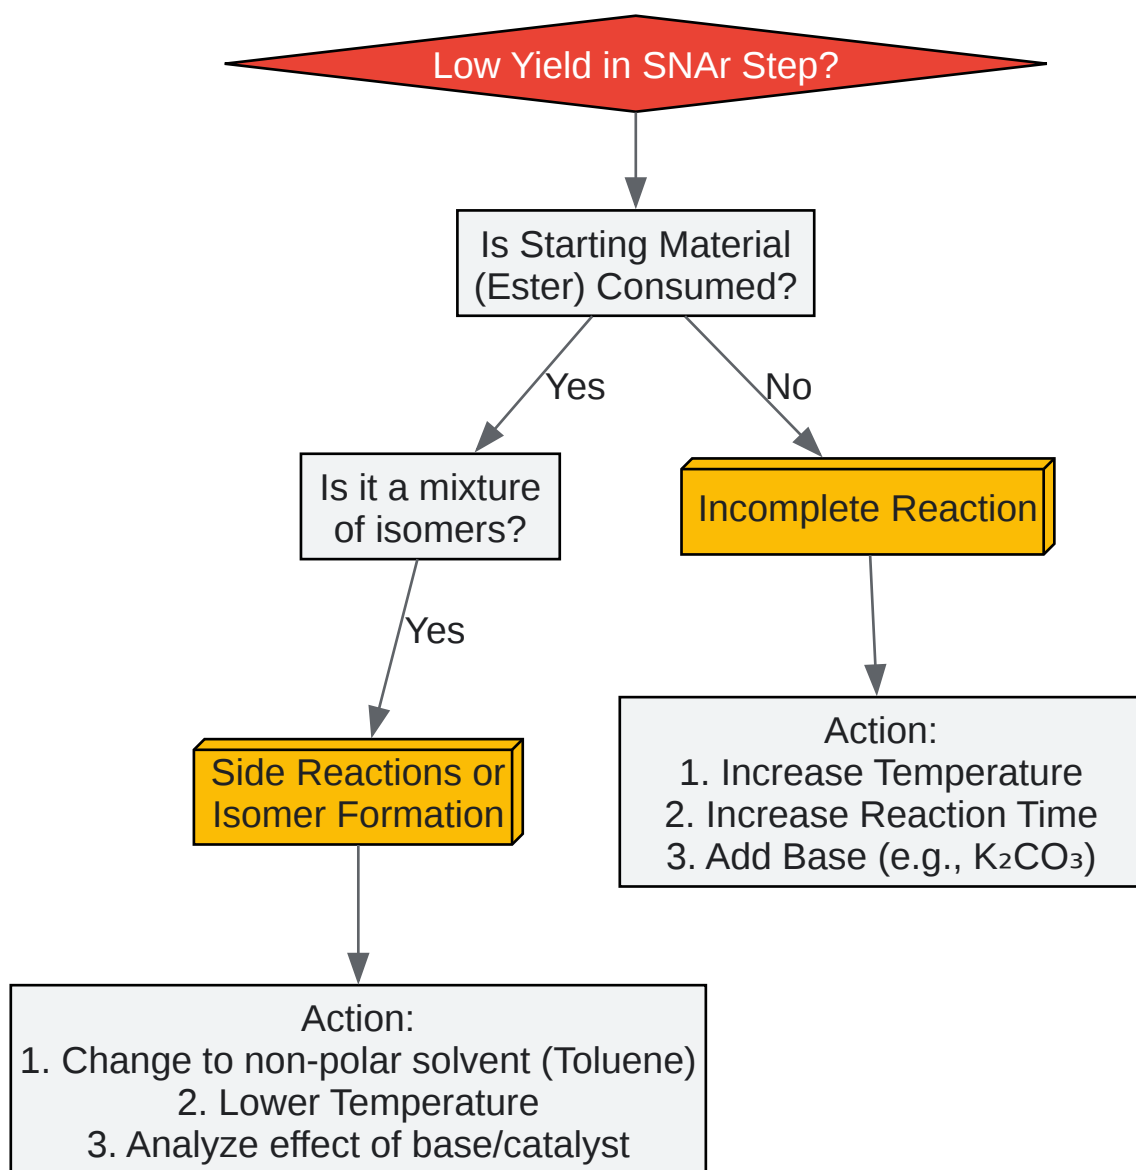 Low Yield in SNAr Step?
Is Starting Material
(Ester) Consumed?
Yes
No
Is it a mixture
of isomers?
Incomplete Reaction
Yes
Side Reactions or
Isomer Formation
Action:
1. Increase Temperature
2. Increase Reaction Time
3. Add Base (e.g., K₂CO₃)
Action:
1. Change to non-polar solvent (Toluene)
2. Lower Temperature
3. Analyze effect of base/catalyst